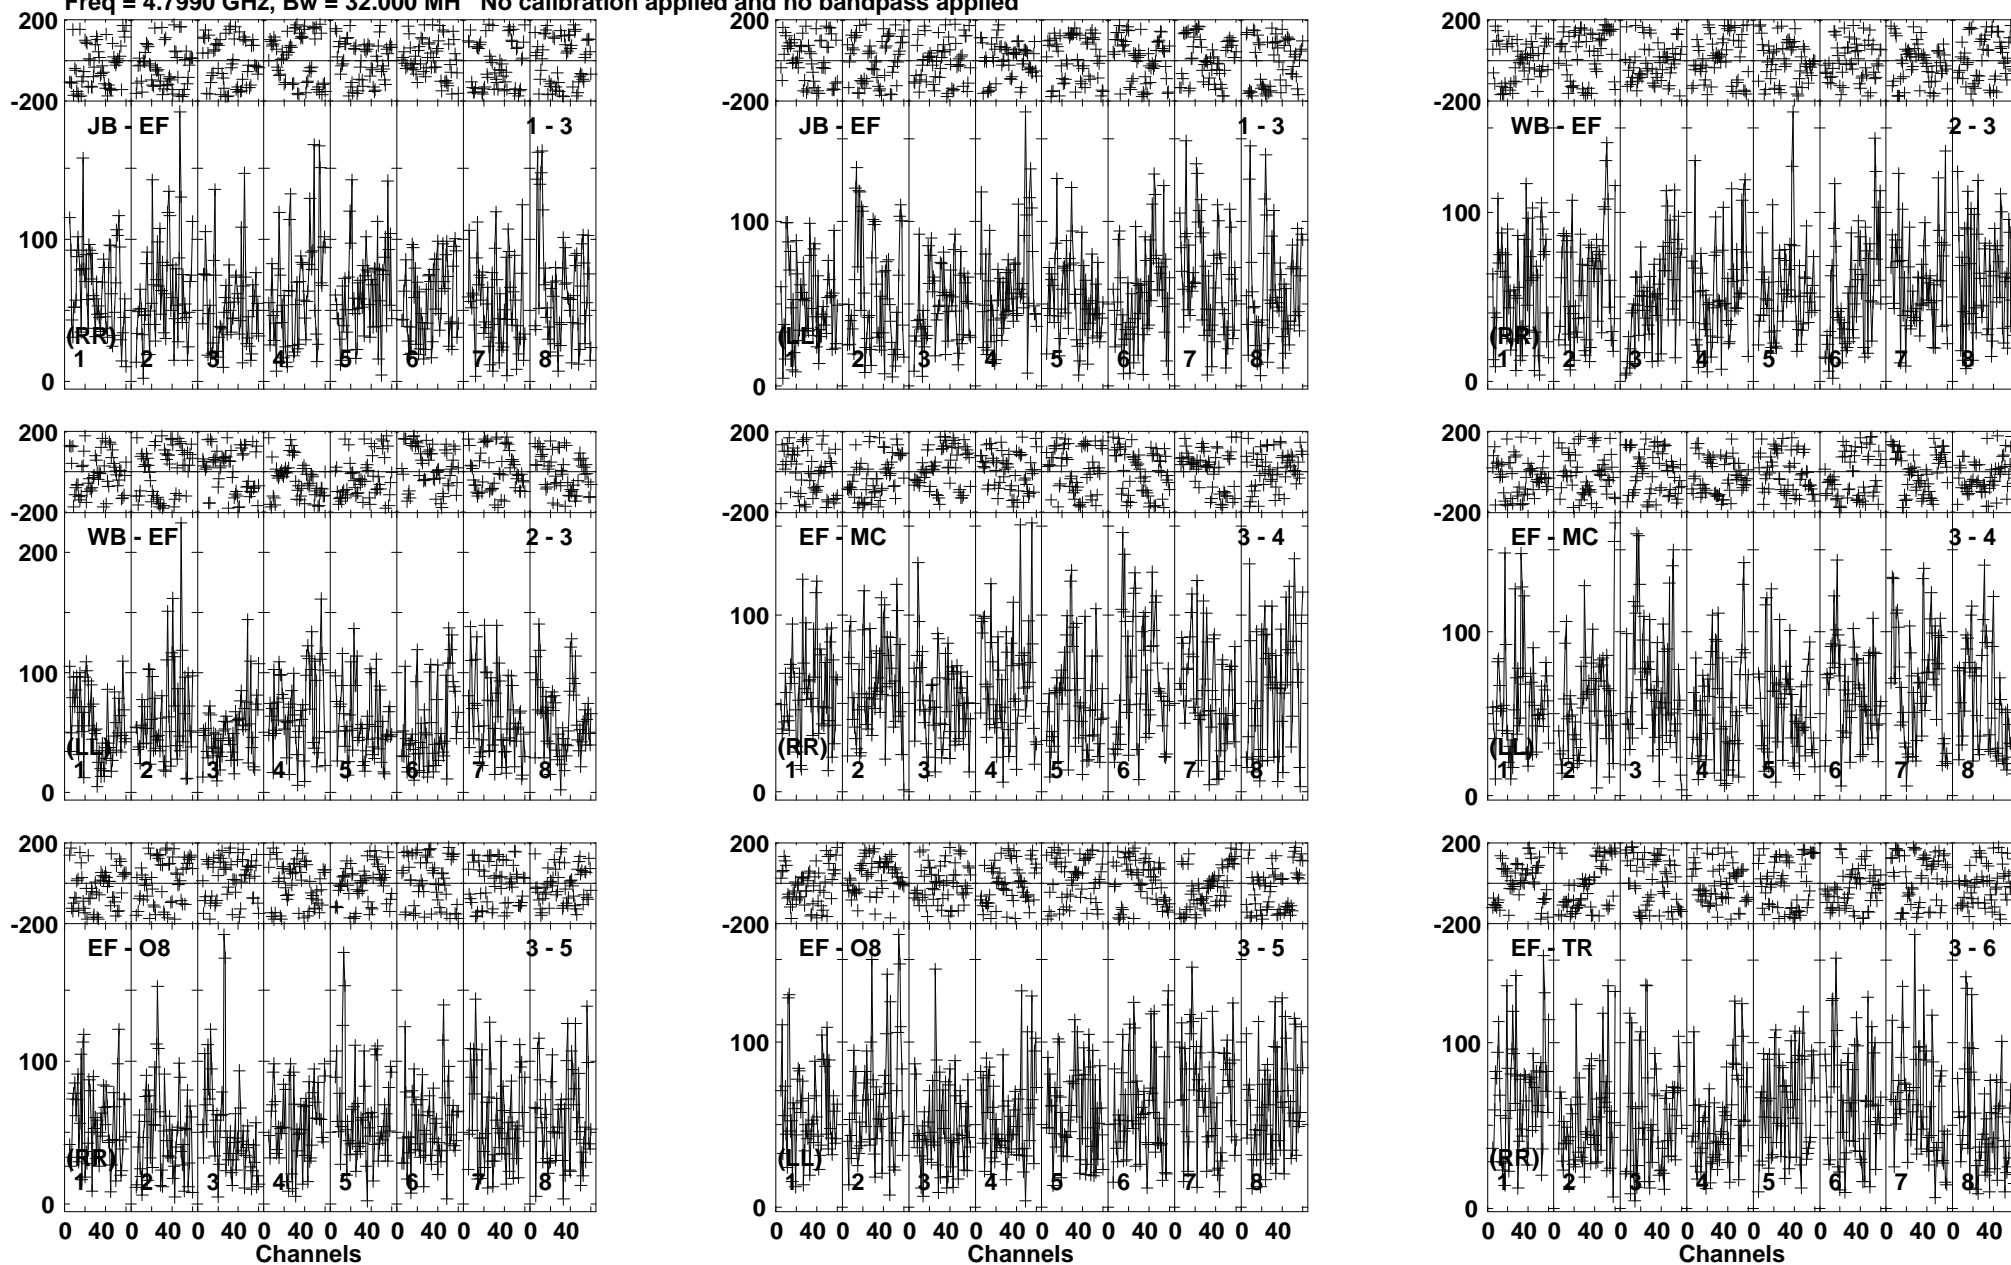 Freq = 4.7990 GHz, Bw = 32.000 MH No calibration applied and no bandpass applied
200 200 200
-200 -200 -200
JB - EF 1 - 3 JB - EF 1 - 3 WB - EF 2 - 3
100 100 100
(RR) (LL) (RR)
1 2 3 4 5 6 7 8 1 2 3 4 5 6 7 8 1 2 3 4 5 6 7 8
0 0 0
200 200 200
-200 -200 -200
WB - EF 2 - 3 EF - MC 3 - 4 EF - MC 3 - 4
200
100 100 100
(LL) (RR) (LL)
1 2 3 4 5 6 7 8 1 2 3 4 5 6 7 8 1 2 3 4 5 6 7 8
0 0 0
200 200 200
-200 -200 -200
EF - O8 3 - 5 EF - O8 3 - 5 EF - TR 3 - 6
100 100 100
(RR) (LL) (RR)
1 2 3 4 5 6 7 8 1 2 3 4 5 6 7 8 1 2 3 4 5 6 7 8
0 0 0
0 40 0 40 0 40 0 40 0 40 0 40 0 40 0 40 0 40 0 40 0 40 0 40 0 40 0 40 0 40 0 40 0 40 0 40 0 40 0 40 0 40 0 40 0 40 0 40
Channels Channels Channels